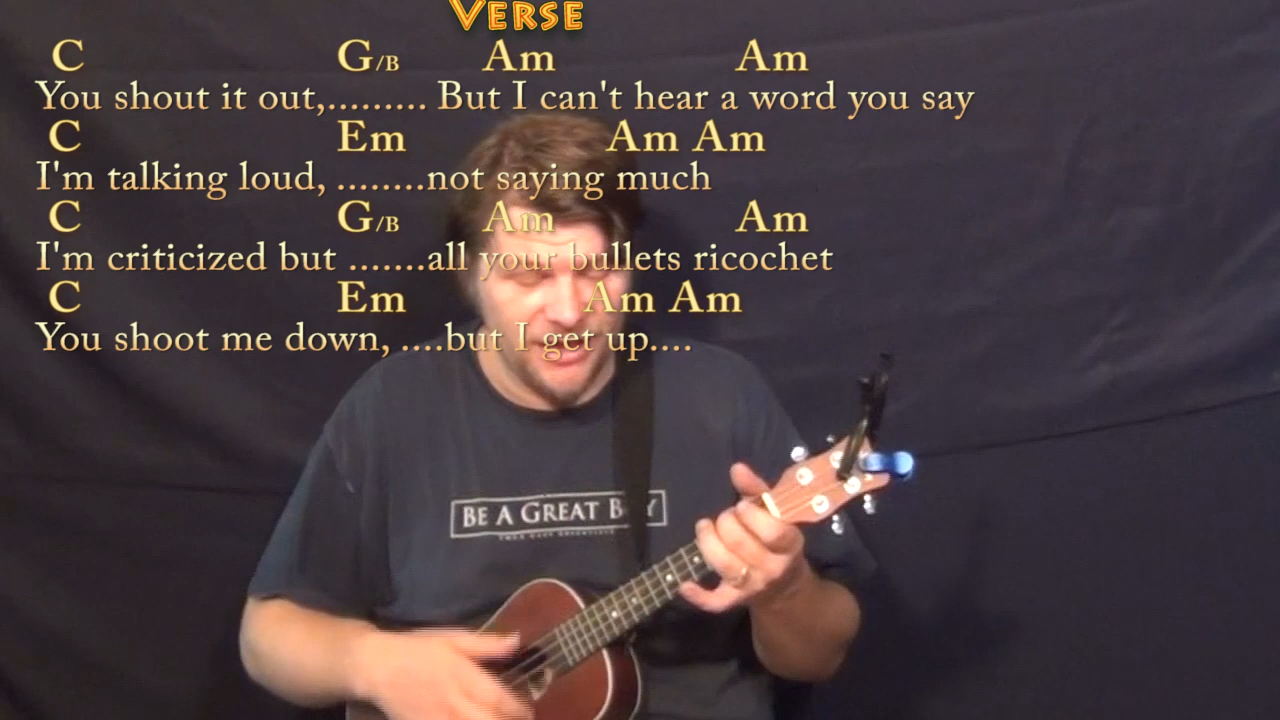 VERSE
C G/B Am Am
You shout it out,......... But I can't hear a word you say
C Em Am Am
I'm talking loud, ........not saying much
C G/B Am Am
I'm criticized but .......all your bullets ricochet
C Em Am Am
You shoot me down, ....but I get up....
BE A GREAT B